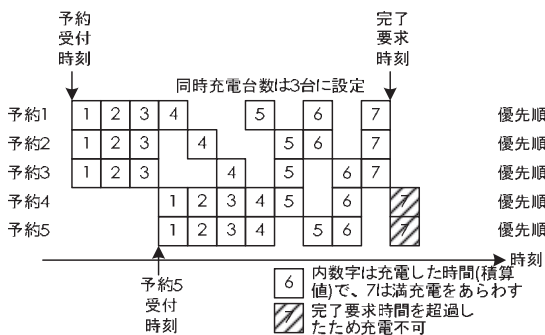 予約
受付
時刻
完了
要求
時刻
同時充電台数は3台に設定
予約1 1 2 3 4 5 6 7 優先順
予約2 1 2 3 4 5 6 7 優先順
予約3 1 2 3 4 5 6 7 優先順
予約4 1 2 3 4 5 6 7 優先順
予約5 1 2 3 4 5 6 7 優先順
時刻
予約5
受付
時刻
6 内数字は充電した時間(積算
値)で、7は満充電をあらわす
7 完了要求時間を超過し
たため充電不可